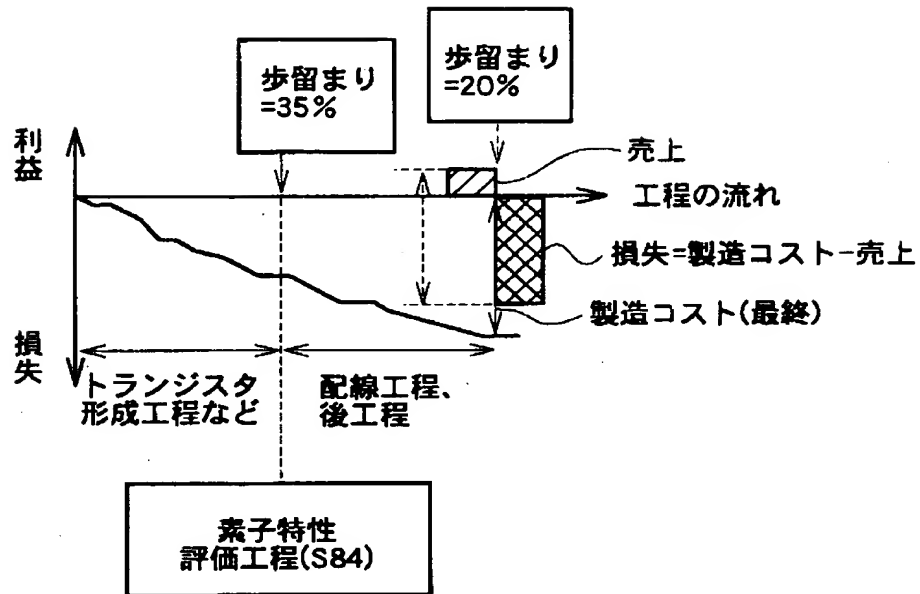 歩留まり
=35%
歩留まり
=20%
利益
売上
工程の流れ
損失=製造コスト-売上
製造コスト(最終)
損失
トランジスタ
形成工程など
配線工程、
後工程
素子特性
評価工程(S84)